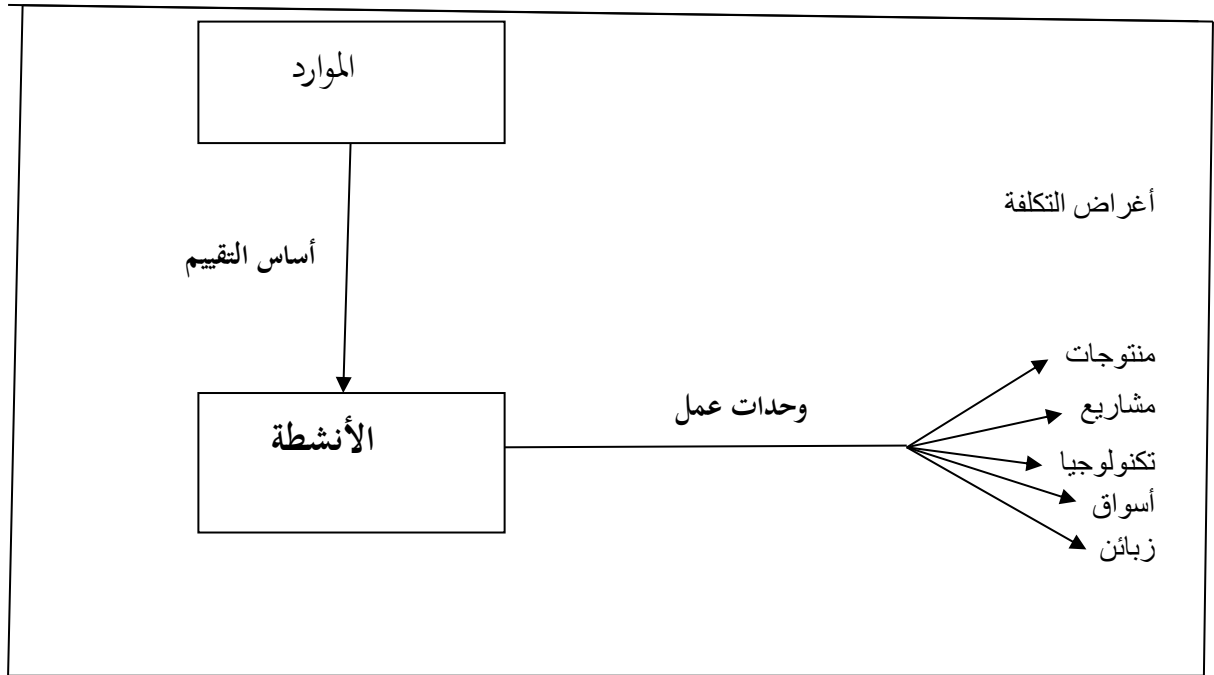 الموارد
أغراض التكلفة
أساس التقييم
منتوجات
وحدات عمل
مشاريع
الأنشطة
تكنولوجيا
أسواق
زبائن